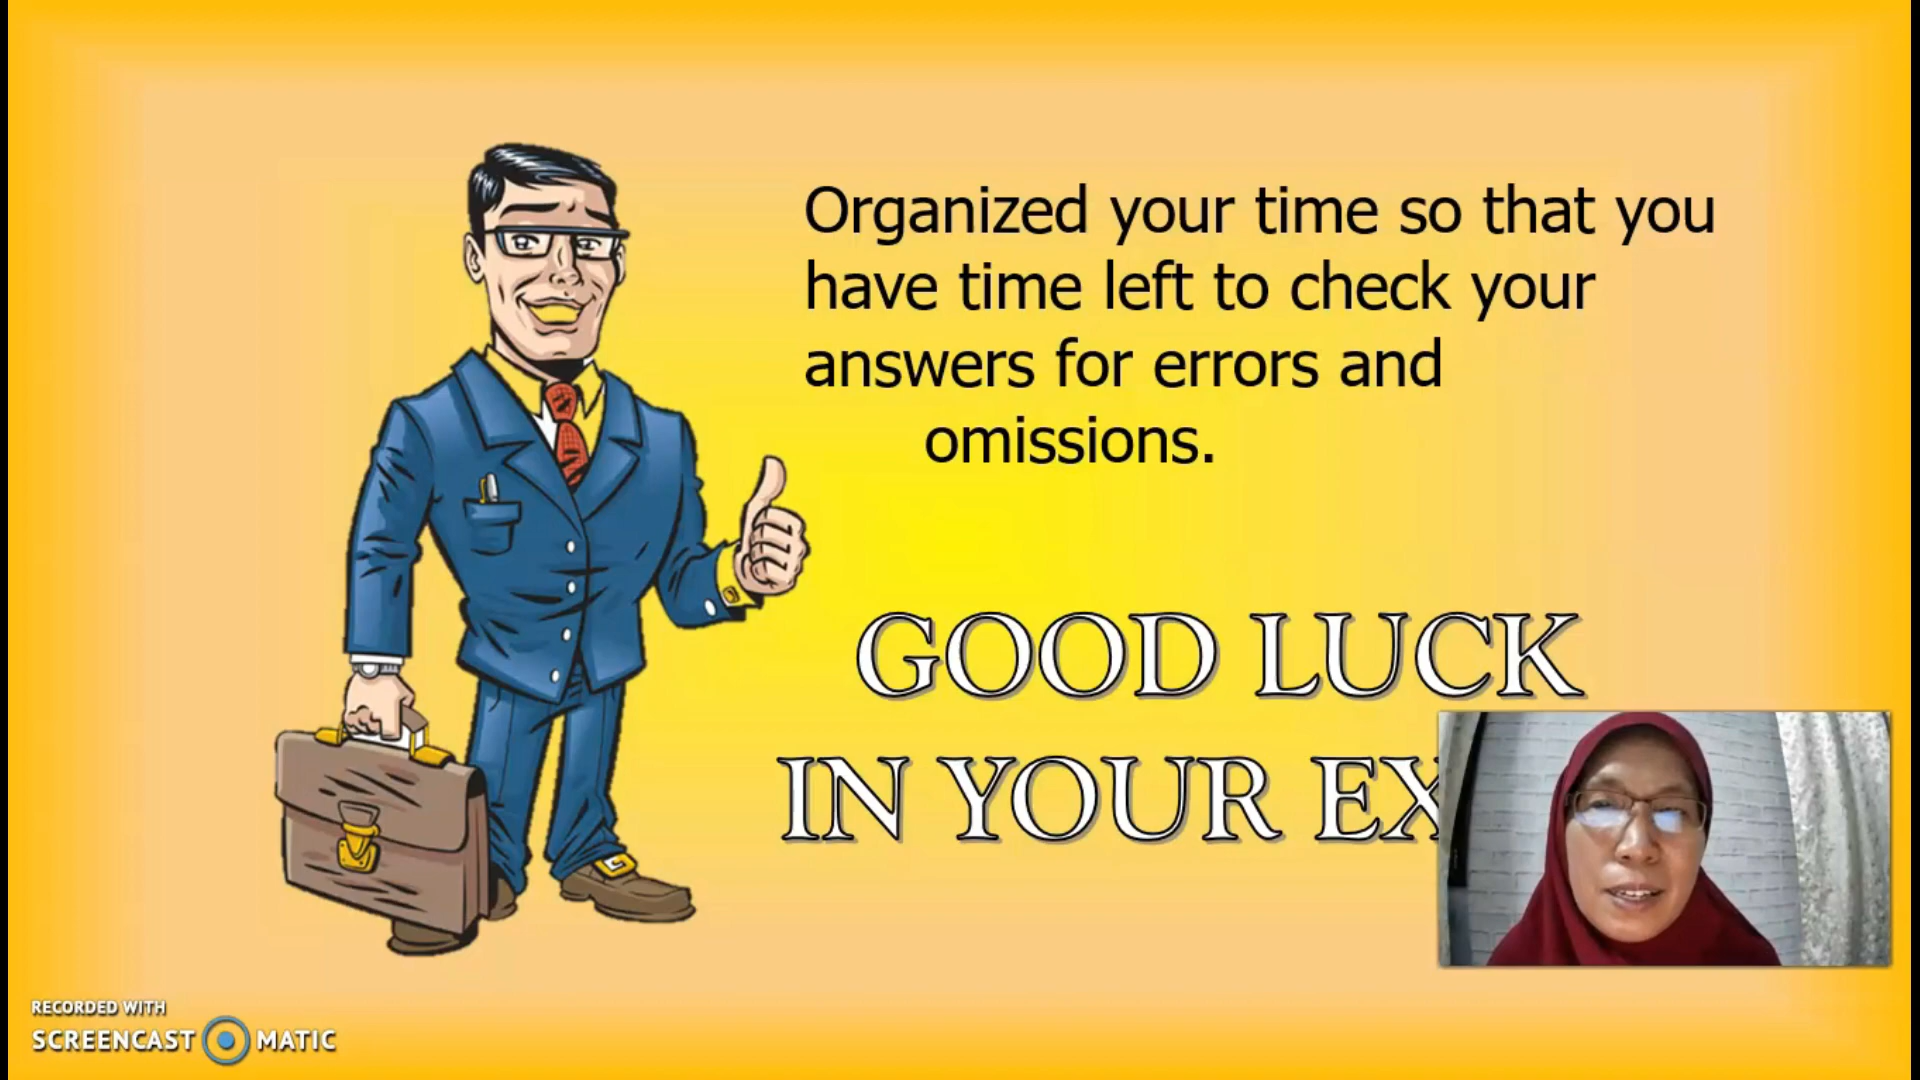 Organized your time so that you
have time left to check your
answers for errors and
omissions.
GOOD LUCK
IN YOUR
RECORDED WITH
SCREENCAST MATIC